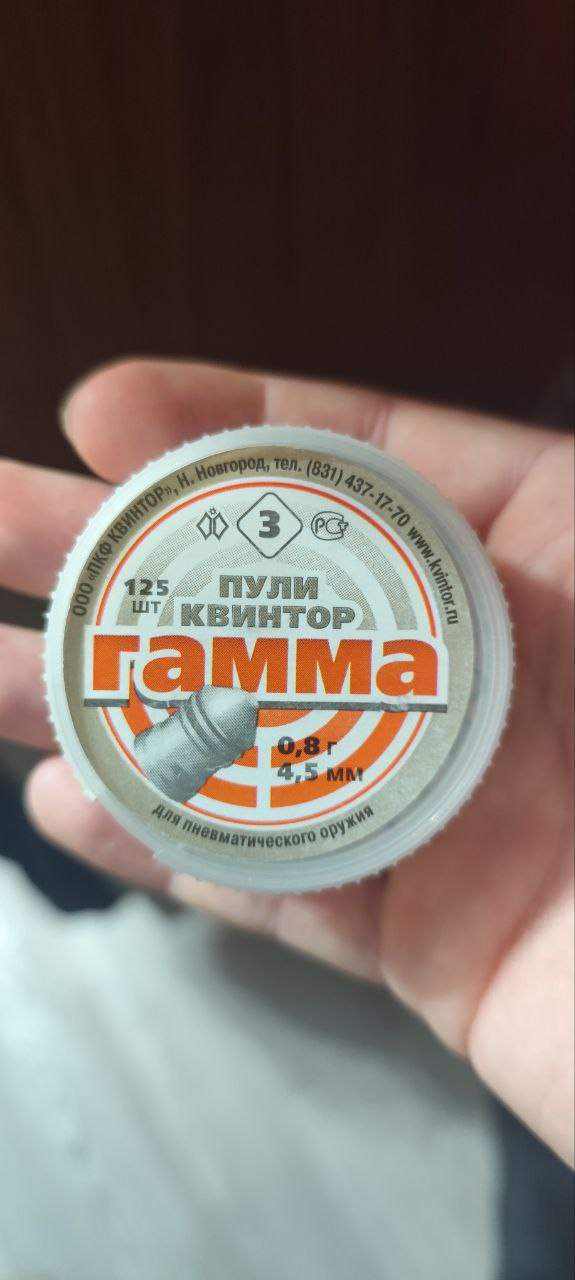 ООО «ПКФ КВИНТОР», Н. Новгород, тел. (831) 437-17-70 www.kvintor.ru
3
РСТ
125
ШТ
ПУЛИ
КВИНТОР
гамма
0,8 г
4,5 мм
для пневматического оружия